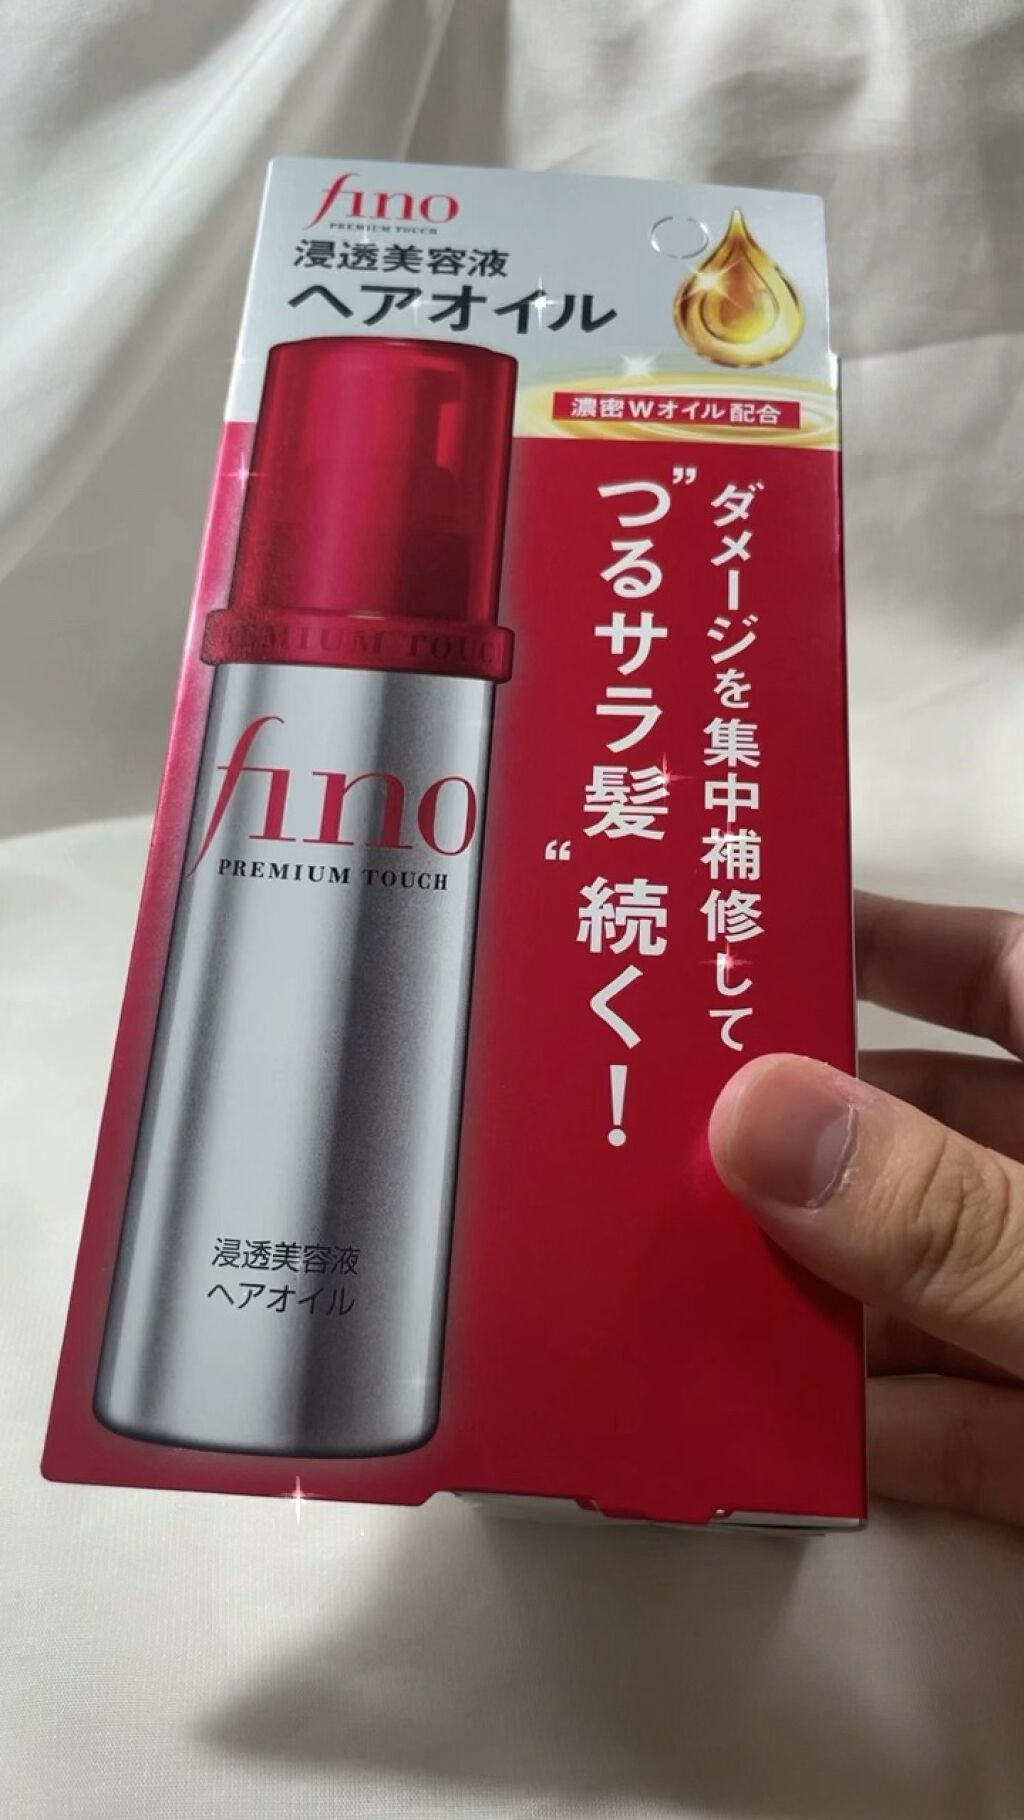 fino
PREMIUM TOUCH
浸透美容液
ヘアオイル
濃密Wオイル配合
ダメージを集中補修して
”つるサラ髪“続く!
PREMIUM TOUC
fino
PREMIUM TOUCH
浸透美容液
ヘアオイル